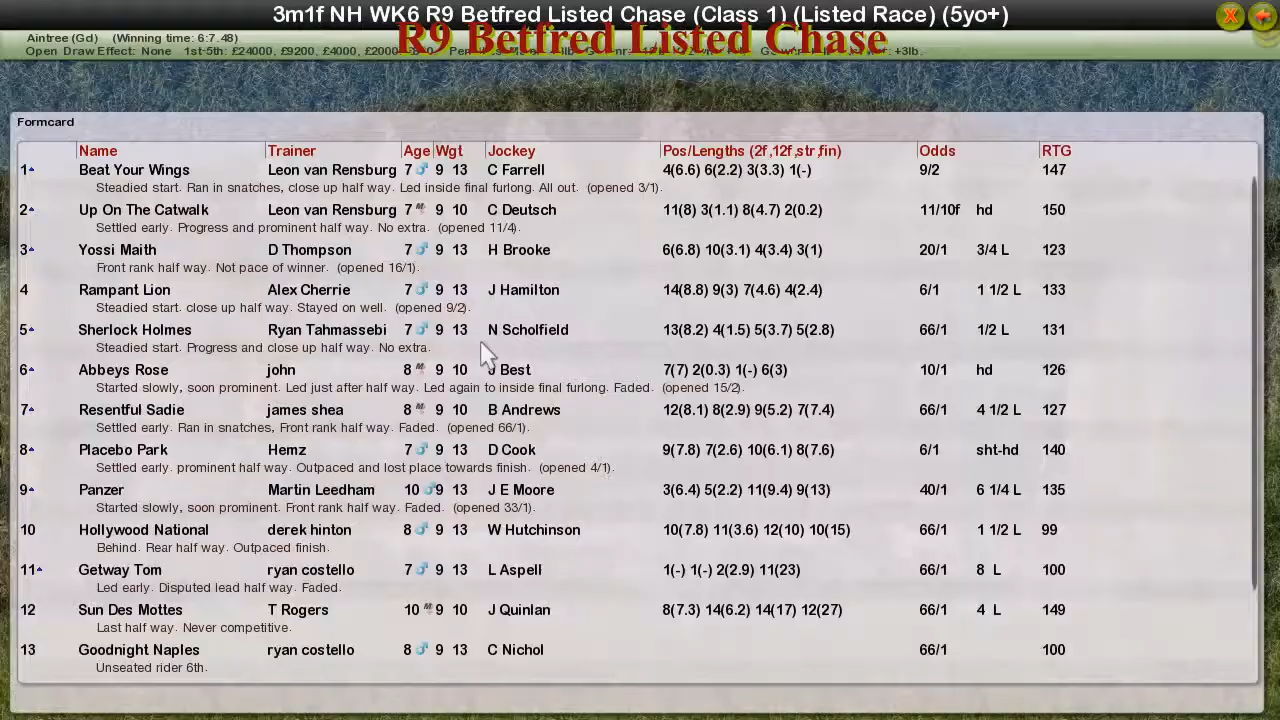 3m1f NH WK6 R9 Betfred Listed Chase (Class 1) (Listed Race) (5yo+)
R9 Betfred Listed Chase
Aintree (Gd) (Winning time: 6:7.48)
Open Draw Effect: None 1st-5th: £24000, £9200, £4000, £2000
Formcard
Name Trainer Age Wgt Jockey Pos/Lengths (2f,12f,str,fin) Odds RTG
1 Beat Your Wings Leon van Rensburg 7 9 13 C Farrell 4(6.6) 6(2.2) 3(3.3) 1(-) 9/2 147
Steadied start. Ran in snatches, close up half way. Led inside final furlong. All out. (opened 3/1).
2 Up On The Catwalk Leon van Rensburg 7 9 10 C Deutsch 11(8) 3(1.1) 8(4.7) 2(0.2) 11/10f hd 150
Settled early. Progress and prominent half way. No extra. (opened 11/4).
3 Yossi Maith D Thompson 7 9 13 H Brooke 6(6.8) 10(3.1) 4(3.4) 3(1) 20/1 3/4 L 123
Front rank half way. Not pace of winner. (opened 16/1).
4 Rampant Lion Alex Cherrie 7 9 13 J Hamilton 14(8.8) 9(3) 7(4.6) 4(2.4) 6/1 1 1/2 L 133
Steadied start. close up half way. Stayed on well. (opened 9/2).
5 Sherlock Holmes Ryan Tahmassebi 7 9 13 N Scholfield 13(8.2) 4(1.5) 5(3.7) 5(2.8) 66/1 1/2 L 131
Steadied start. Progress and close up half way. No extra.
6 Abbeys Rose john 8 9 10 Best 7(7) 2(0.3) 1(-) 6(3) 10/1 hd 126
Started slowly, soon prominent. Led just after half way. Led again to inside final furlong. Faded. (opened 15/2).
7 Resentful Sadie james shea 8 9 10 B Andrews 12(8.1) 8(2.9) 9(5.2) 7(7.4) 66/1 4 1/2 L 127
Settled early. Ran in snatches, Front rank half way. Faded. (opened 66/1).
8 Placebo Park Hemz 7 9 13 D Cook 9(7.8) 7(2.6) 10(6.1) 8(7.6) 6/1 sht-hd 140
Settled early. prominent half way. Outpaced and lost place towards finish. (opened 4/1).
9 Panzer Martin Leedham 10 9 13 J E Moore 3(6.4) 5(2.2) 11(9.4) 9(13) 40/1 6 1/4 L 135
Started slowly, soon prominent. Front rank half way. Faded. (opened 33/1).
10 Hollywood National derek hinton 8 9 13 W Hutchinson 10(7.8) 11(3.6) 12(10) 10(15) 66/1 1 1/2 L 99
Behind. Rear half way. Outpaced finish.
11 Getway Tom ryan costello 7 9 13 L Aspell 1(-) 1(-) 2(2.9) 11(23) 66/1 8 L 100
Led early. Disputed lead half way. Faded.
12 Sun Des Mottes T Rogers 10 9 10 J Quinlan 8(7.3) 14(6.2) 14(17) 12(27) 66/1 4 L 149
Last half way. Never competitive.
13 Goodnight Naples ryan costello 8 9 13 C Nichol 66/1 100
Unseated rider 6th.